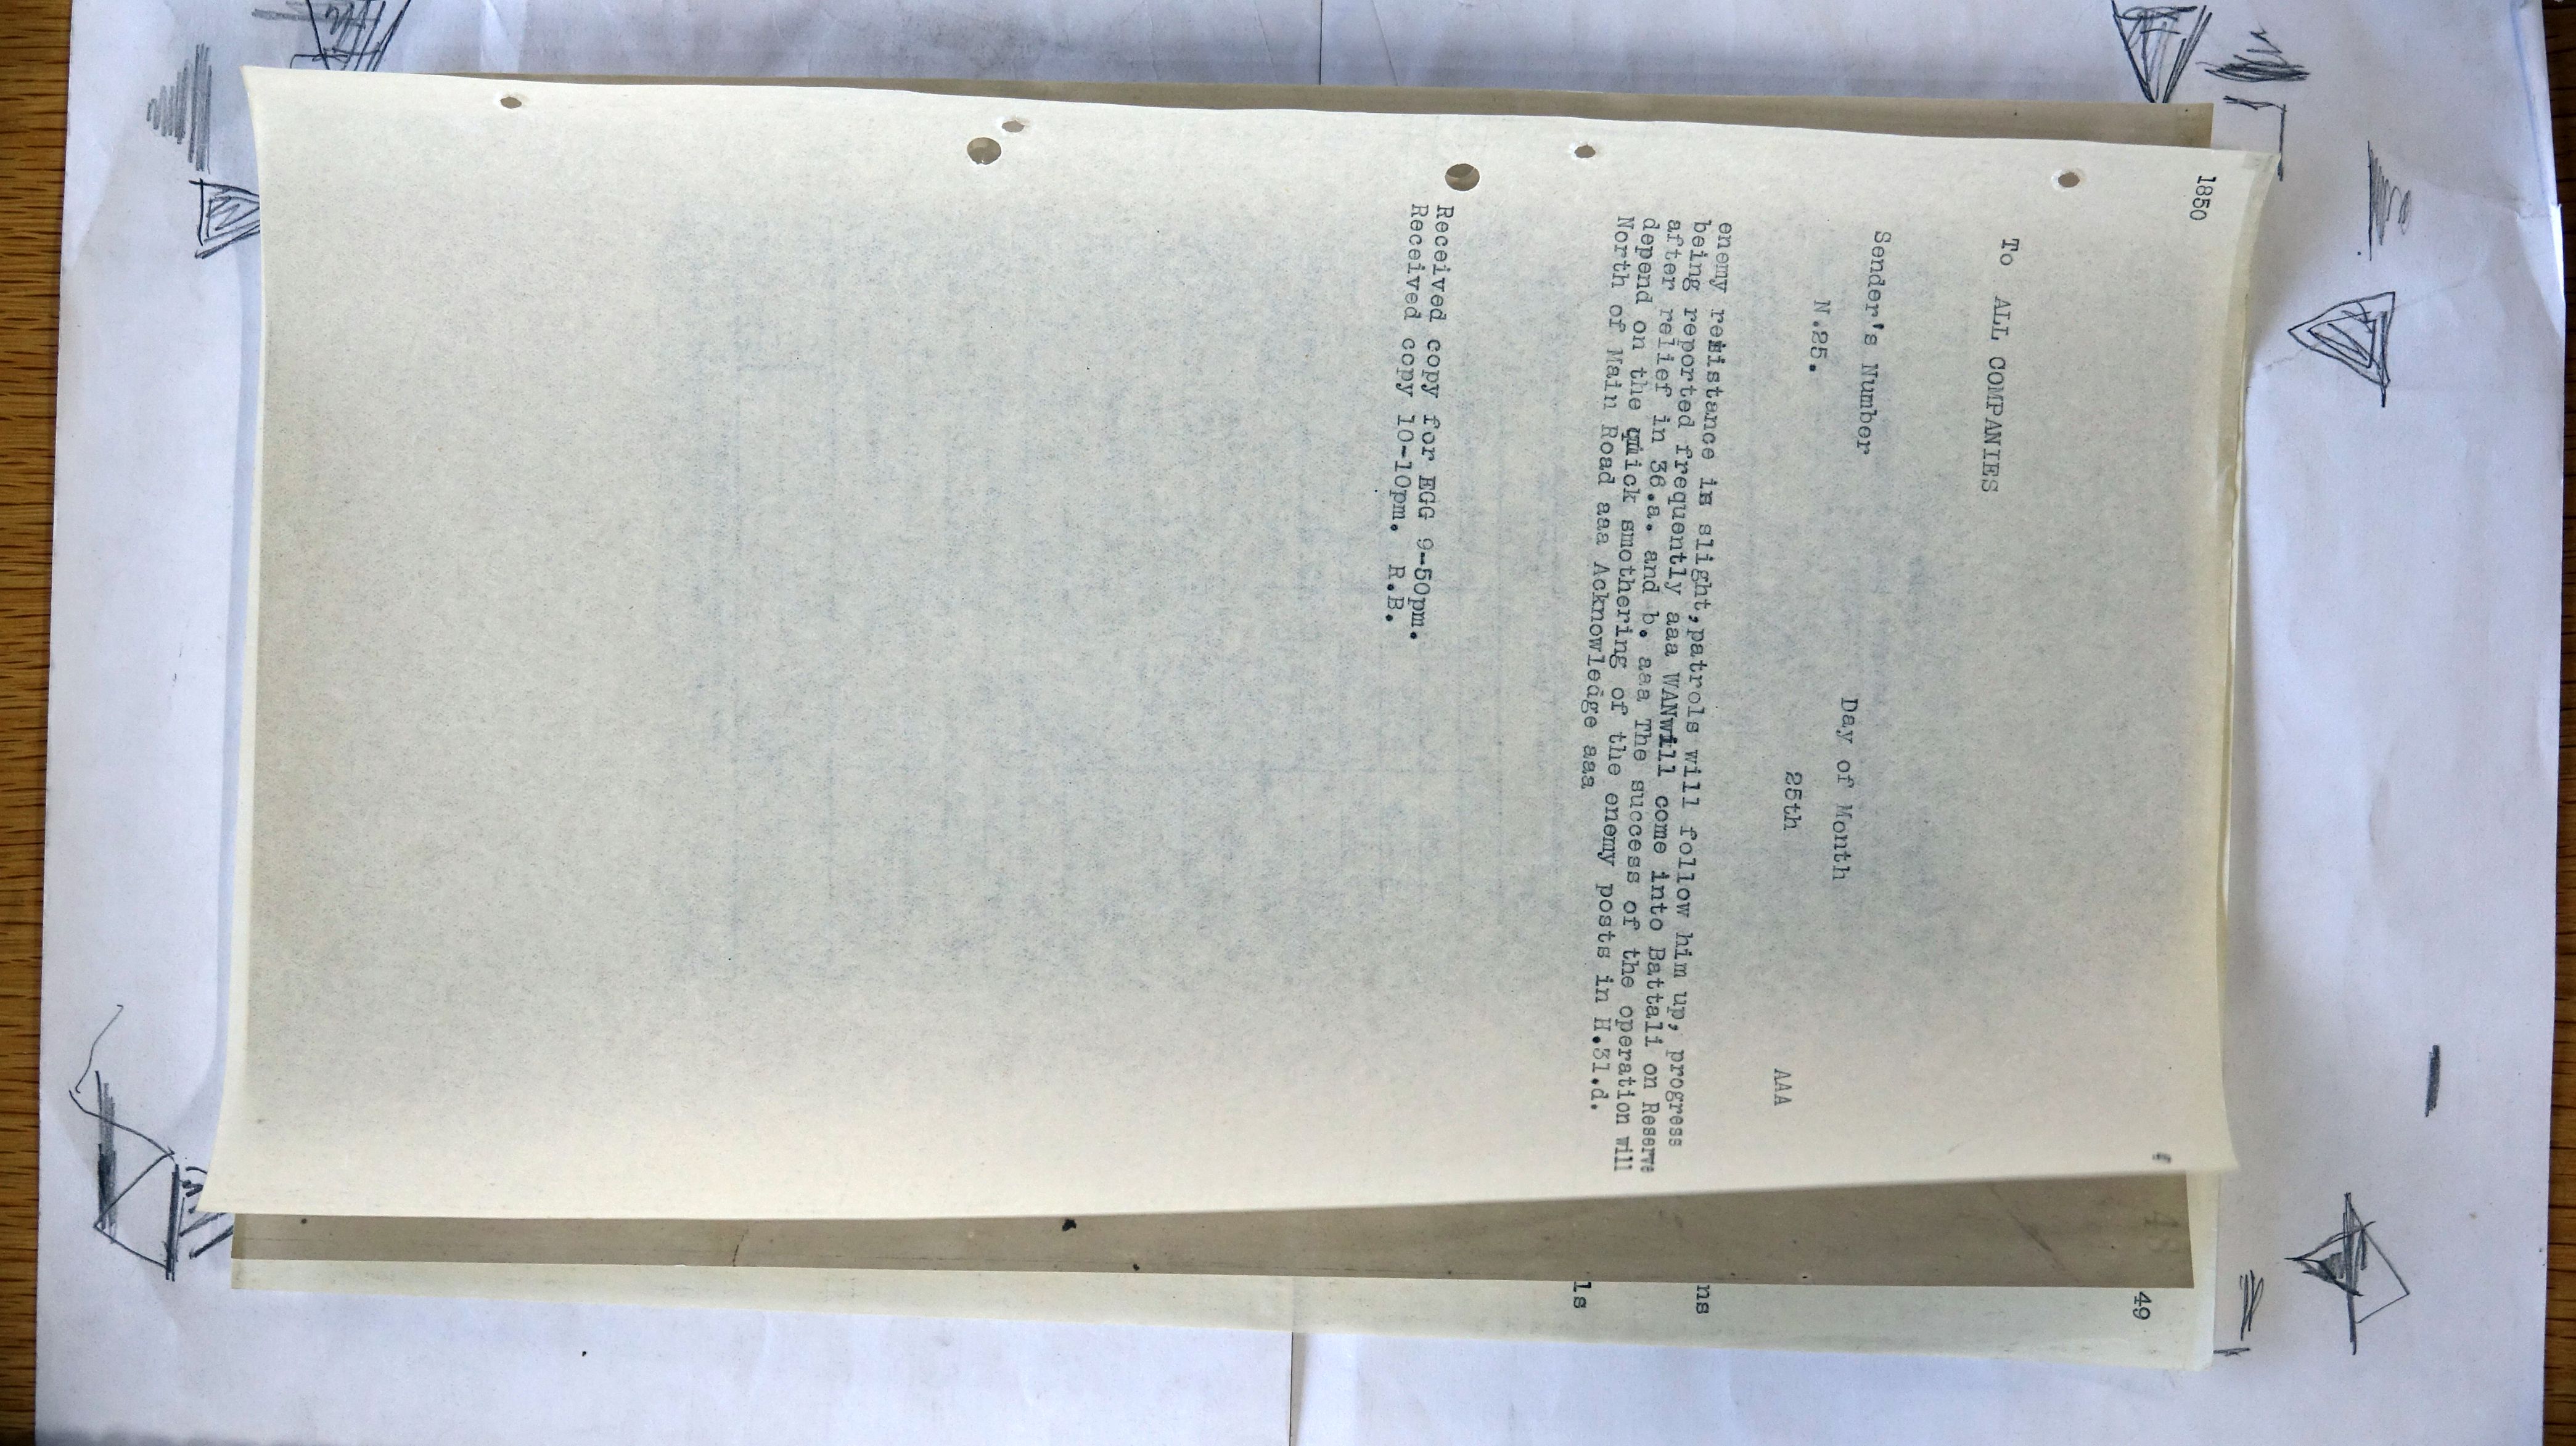 1850
To ALL COMPANIES
Sender's Number Day of Month
N.25. 25th AAA
enemy resistance is slight,patrols will follow him up, progress
being reported frequently aaa WANwill come into Battali on Reserve
after relief in 36.a. and b. aaa The success of the operation will
depend on the quick smothering of the enemy posts in H.31.d.
North of Main Road aaa Acknowledge aaa
Received copy for EGG 9-50pm.
Received copy 10-10pm. R.B.
49
ns
ls